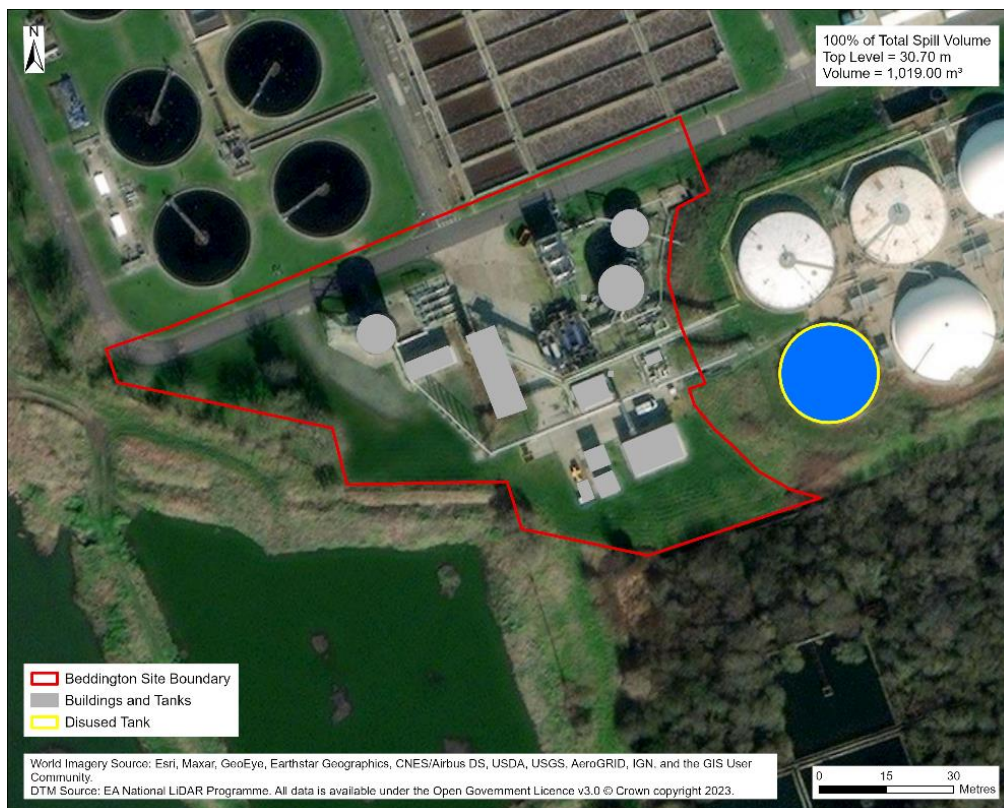 N
100% of Total Spill Volume
Top Level = 30.70 m
Volume = 1,019.00 m³
Beddington Site Boundary
Buildings and Tanks
Disused Tank
World Imagery Source: Esri, Maxar, GeoEye, Earthstar Geographics, CNES/Airbus DS, USDA, USGS, AeroGRID, IGN, and the GIS User
Community.
DTM Source: EA National LiDAR Programme. All data is available under the Open Government Licence v3.0 © Crown copyright 2023.
0 15 30
Metres